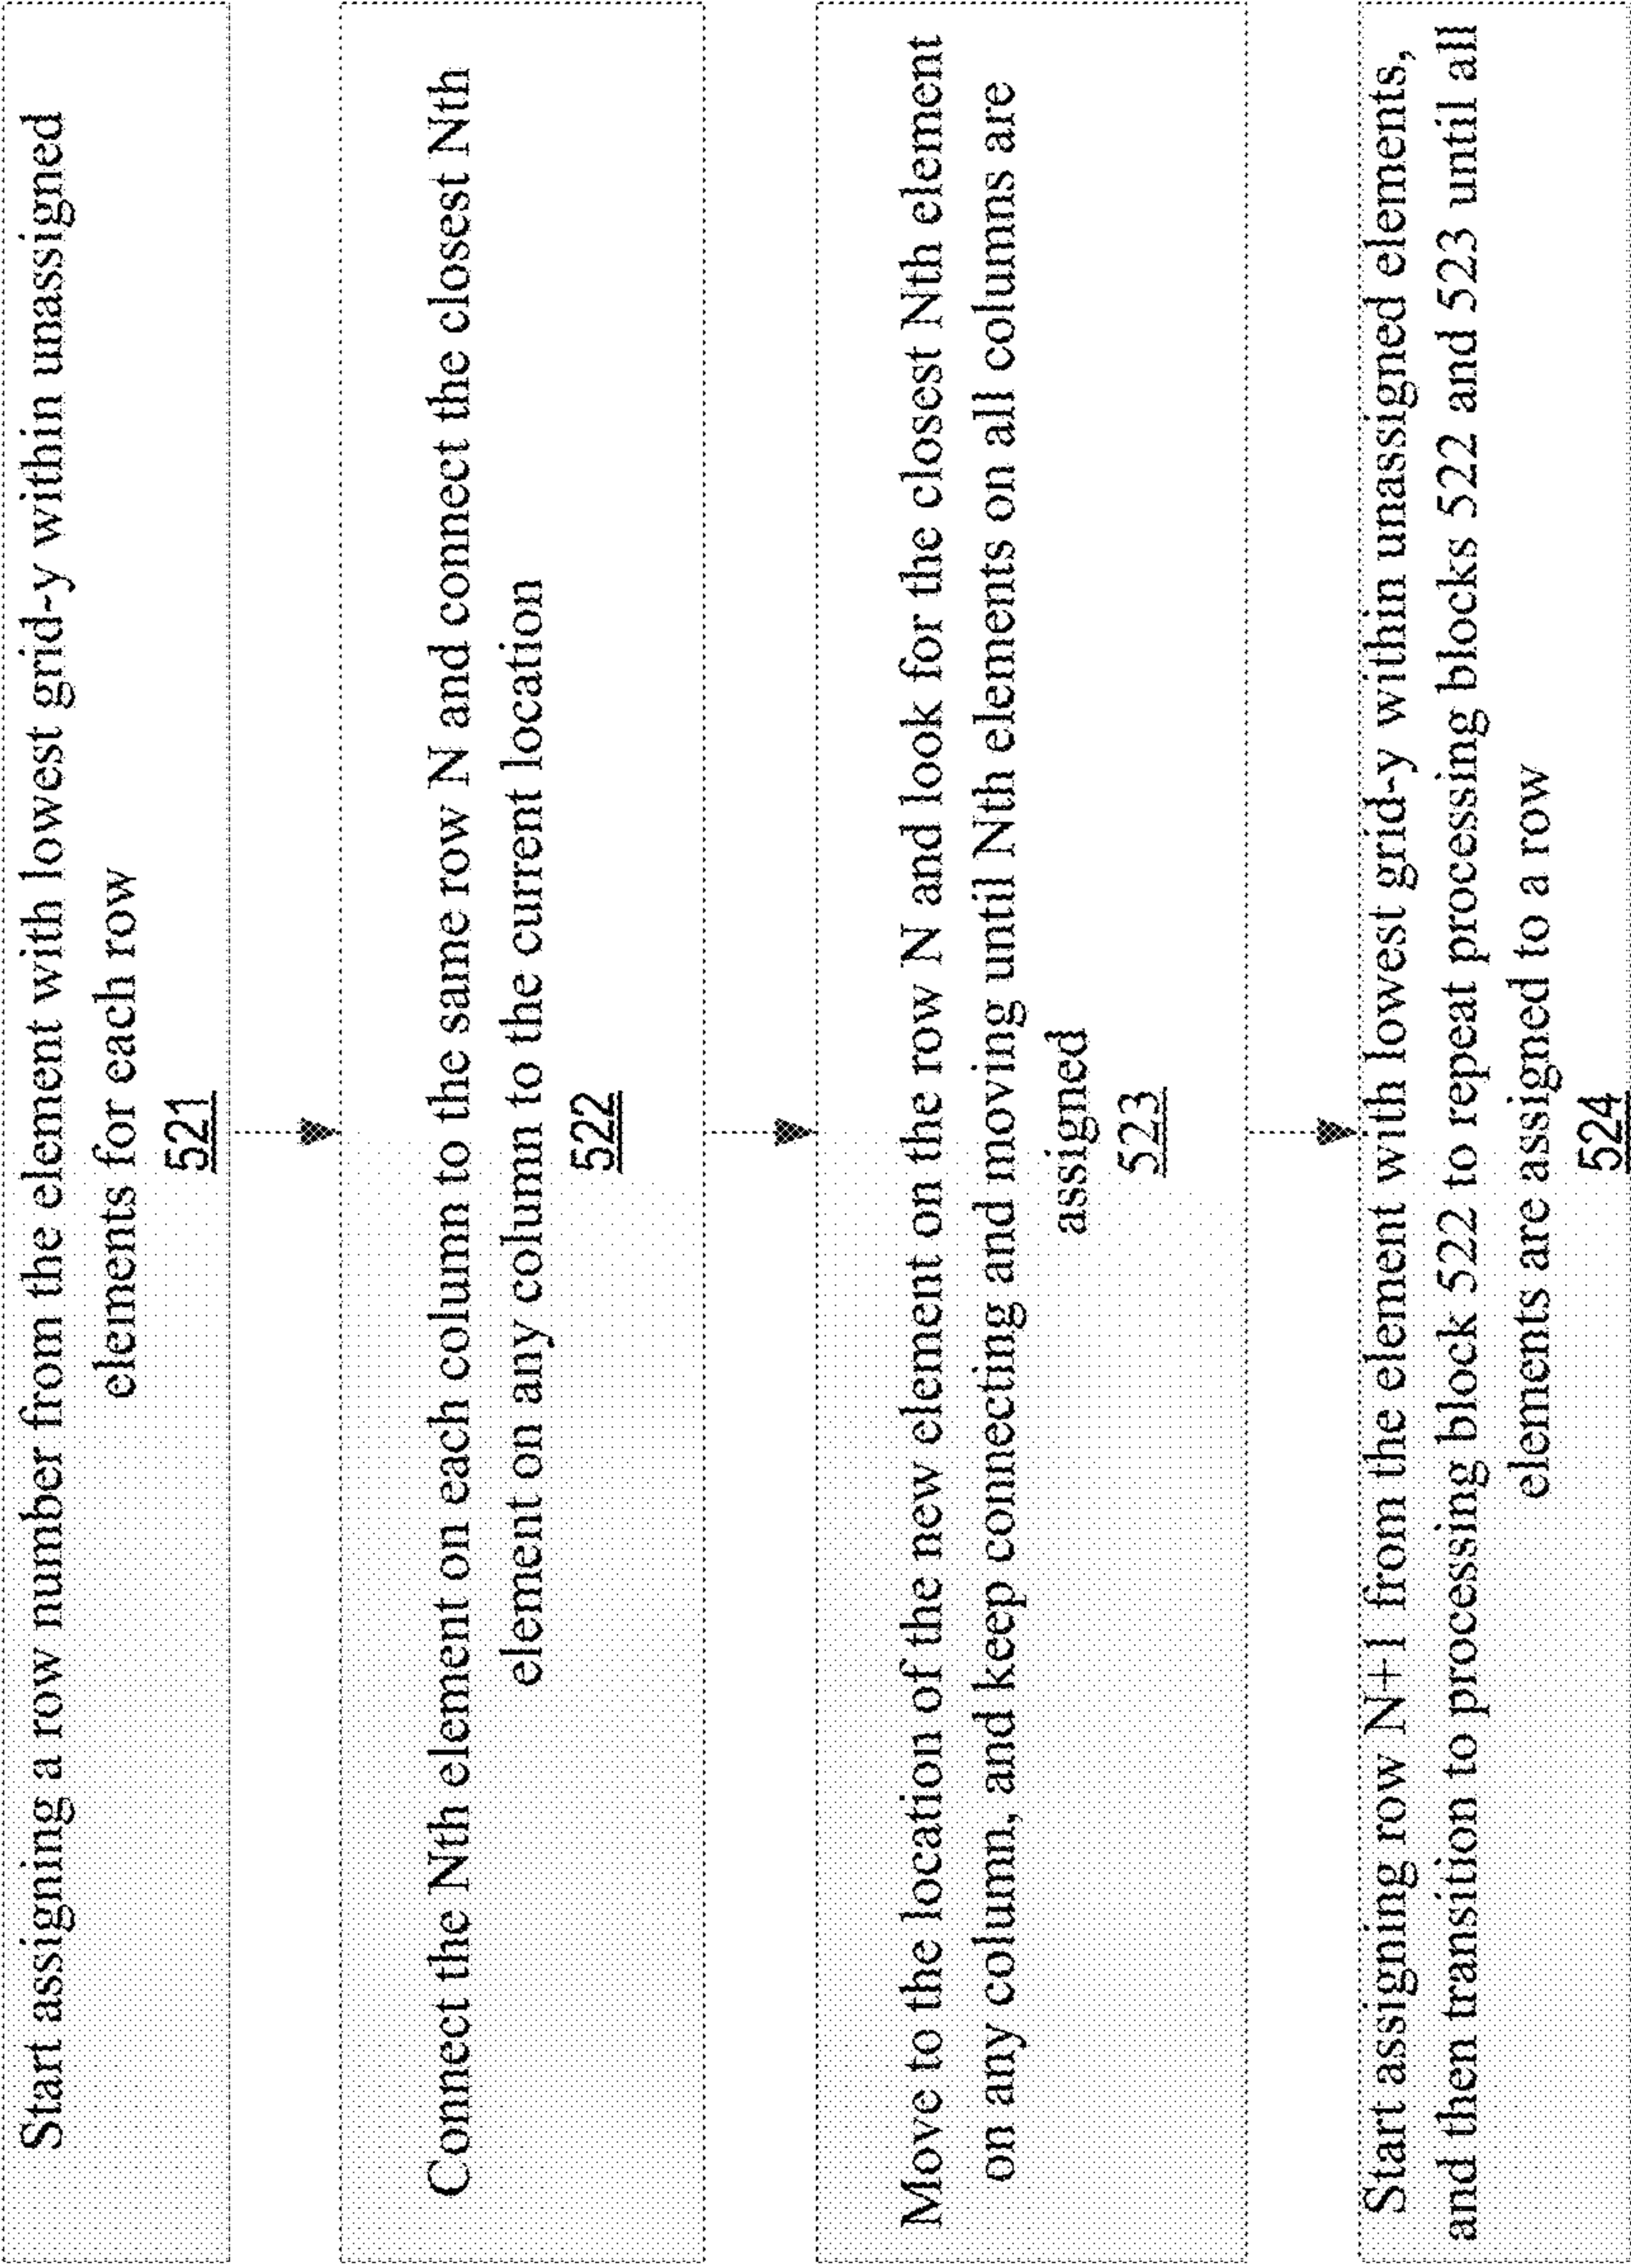 Start assigning a row number from the element with lowest grid-y within unassigned
elements for each row
521
Connect the Nth element on each column to the same row N and connect the closest Nth
element on any column to the current location
522
Move to the location of the new element on the row N and look for the closest Nth element
on any column, and keep connecting and moving until Nth elements on all columns are
assigned
523
Start assigning row N+1 from the element with lowest grid-y within unassigned elements,
and then transition to processing block 522 to repeat processing blocks 522 and 523 until all
elements are assigned to a row
524